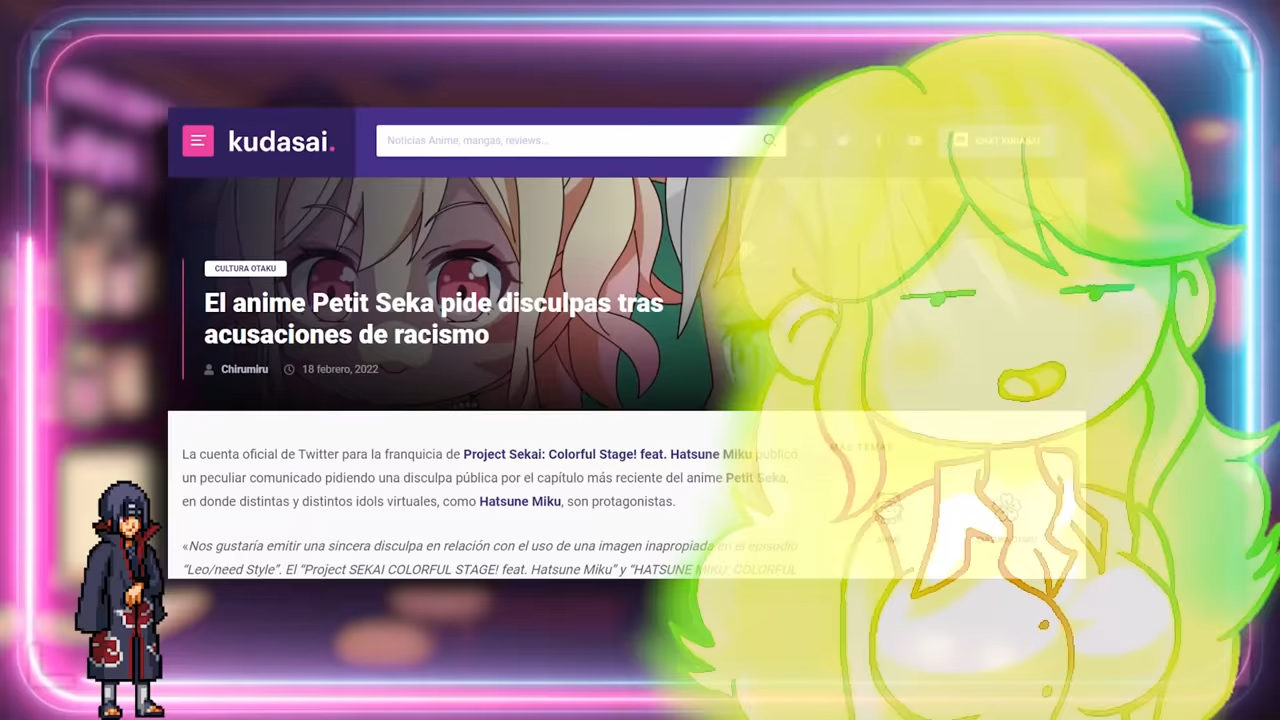 kudasai.
Noticias Anime, mangas, reviews...
CHAT KUDASAI
CULTURA OTAKU
El anime Petit Seka pide disculpas tras
acusaciones de racismo
Chirumiru 18 febrero, 2022
La cuenta oficial de Twitter para la franquicia de Project Sekai: Colorful Stage! feat. Hatsune Miku publicó
un peculiar comunicado pidiendo una disculpa pública por el capítulo más reciente del anime Petit Seka,
en donde distintas y distintos idols virtuales, como Hatsune Miku, son protagonistas.
MÁS TEMAS
«Nos gustaría emitir una sincera disculpa en relación con el uso de una imagen inapropiada en el episodio
“Leo/need Style”. El “Project SEKAI COLORFUL STAGE! feat. Hatsune Miku” y “HATSUNE MIKU: COLORFUL